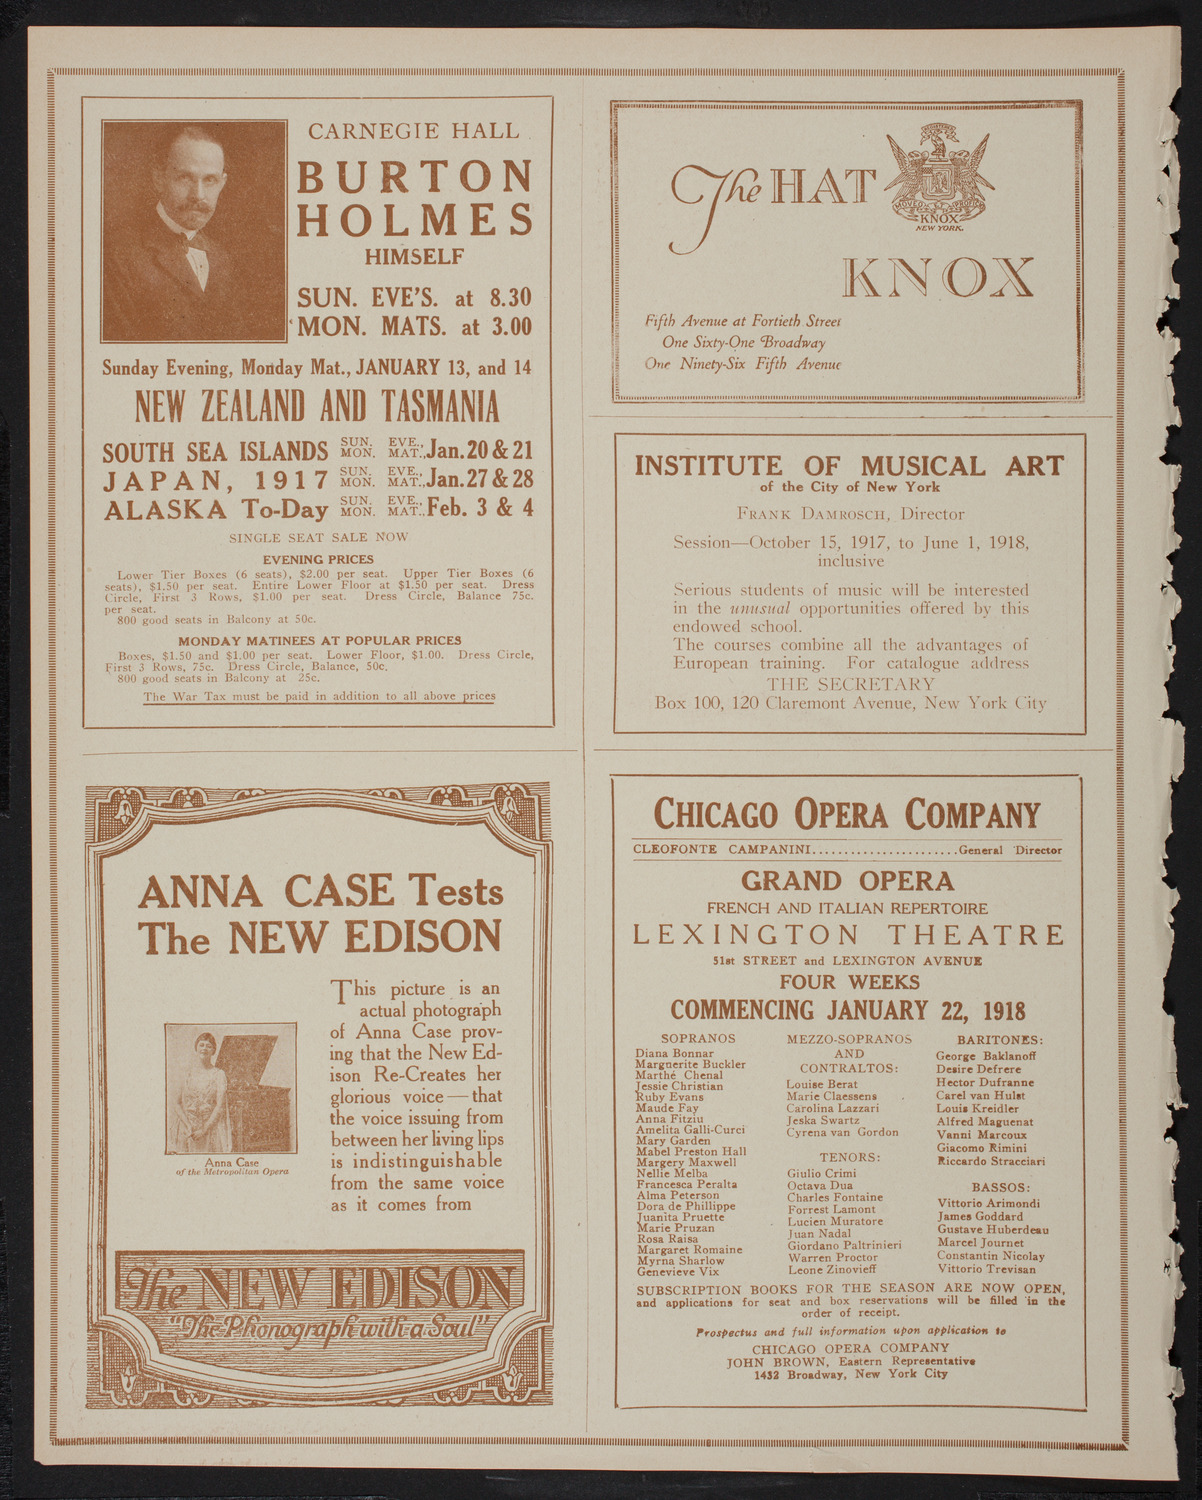 CARNEGIE HALL
BURTON
HOLMES
HIMSELF
SUN. EVE'S. at 8.30
MON. MATS. at 3.00
Sunday Evening, Monday Mat., JANUARY 13, and 14
NEW ZEALAND AND TASMANIA
SOUTH SEA ISLANDS SUN. EVE., MON. MAT., Jan. 20 & 21
JAPAN, 1917 SUN. EVE., MON. MAT., Jan. 27 & 28
ALASKA To-Day SUN. EVE., MON. MAT., Feb. 3 & 4
SINGLE SEAT SALE NOW
EVENING PRICES
Lower Tier Boxes (6 seats), $2.00 per seat. Upper Tier Boxes (6
seats), $1.50 per seat. Entire Lower Floor at $1.50 per seat. Dress
Circle, First 3 Rows, $1.00 per seat. Dress Circle, Balance 75c.
per seat.
800 good seats in Balcony at 50c.
MONDAY MATINEES AT POPULAR PRICES
Boxes, $1.50 and $1.00 per seat. Lower Floor, $1.00. Dress Circle,
First 3 Rows, 75c. Dress Circle, Balance, 50c.
800 good seats in Balcony at 25c.
The War Tax must be paid in addition to all above prices
ANNA CASE Tests
The NEW EDISON
This picture is an
actual photograph
of Anna Case prov-
ing that the New Ed-
ison Re-Creates her
glorious voice—that
the voice issuing from
between her living lips
is indistinguishable
from the same voice
as it comes from
Anna Case
of the Metropolitan Opera
The NEW EDISON
"The Phonograph with a Soul"
The HAT
KNOX
NEW YORK.
KNOX
Fifth Avenue at Fortieth Street
One Sixty-One Broadway
One Ninety-Six Fifth Avenue
INSTITUTE OF MUSICAL ART
of the City of New York
FRANK DAMROSCH, Director
Session—October 15, 1917, to June 1, 1918,
inclusive
Serious students of music will be interested
in the unusual opportunities offered by this
endowed school.
The courses combine all the advantages of
European training. For catalogue address
THE SECRETARY
Box 100, 120 Claremont Avenue, New York City
CHICAGO OPERA COMPANY
CLEOFONTE CAMPANINI.......................General Director
GRAND OPERA
FRENCH AND ITALIAN REPERTOIRE
LEXINGTON THEATRE
51st STREET and LEXINGTON AVENUE
FOUR WEEKS
COMMENCING JANUARY 22, 1918
SOPRANOS
Diana Bonnar
Marguerite Buckler
Marthé Chenal
Jessie Christian
Ruby Evans
Maude Fay
Anna Fitziu
Amelita Galli-Curci
Mary Garden
Mabel Preston Hall
Margery Maxwell
Nellie Melba
Francesca Peralta
Alma Peterson
Dora de Phillippe
Juanita Pruette
Marie Pruzan
Rosa Raisa
Margaret Romaine
Myrna Sharlow
Genevieve Vix
MEZZO-SOPRANOS
AND
CONTRALTOS:
Louise Berat
Marie Claessens
Carolina Lazzari
Jeska Swartz
Cyrena van Gordon
TENORS:
Giulio Crimi
Octava Dua
Charles Fontaine
Forrest Lamont
Lucien Muratore
Juan Nadal
Giordano Paltrinieri
Warren Proctor
Leone Zinovieff
BARITONES:
George Baklanoff
Desire Defrere
Hector Dufranne
Carel van Hulst
Louis Kreidler
Alfred Maguenat
Vanni Marcoux
Giacomo Rimini
Riccardo Stracciari
BASSOS:
Vittorio Arimondi
James Goddard
Gustave Huberdeau
Marcel Journet
Constantin Nicolay
Vittorio Trevisan
SUBSCRIPTION BOOKS FOR THE SEASON ARE NOW OPEN,
and applications for seat and box reservations will be filled in the
order of receipt.
Prospectus and full information upon application to
CHICAGO OPERA COMPANY
JOHN BROWN, Eastern Representative
1432 Broadway, New York City